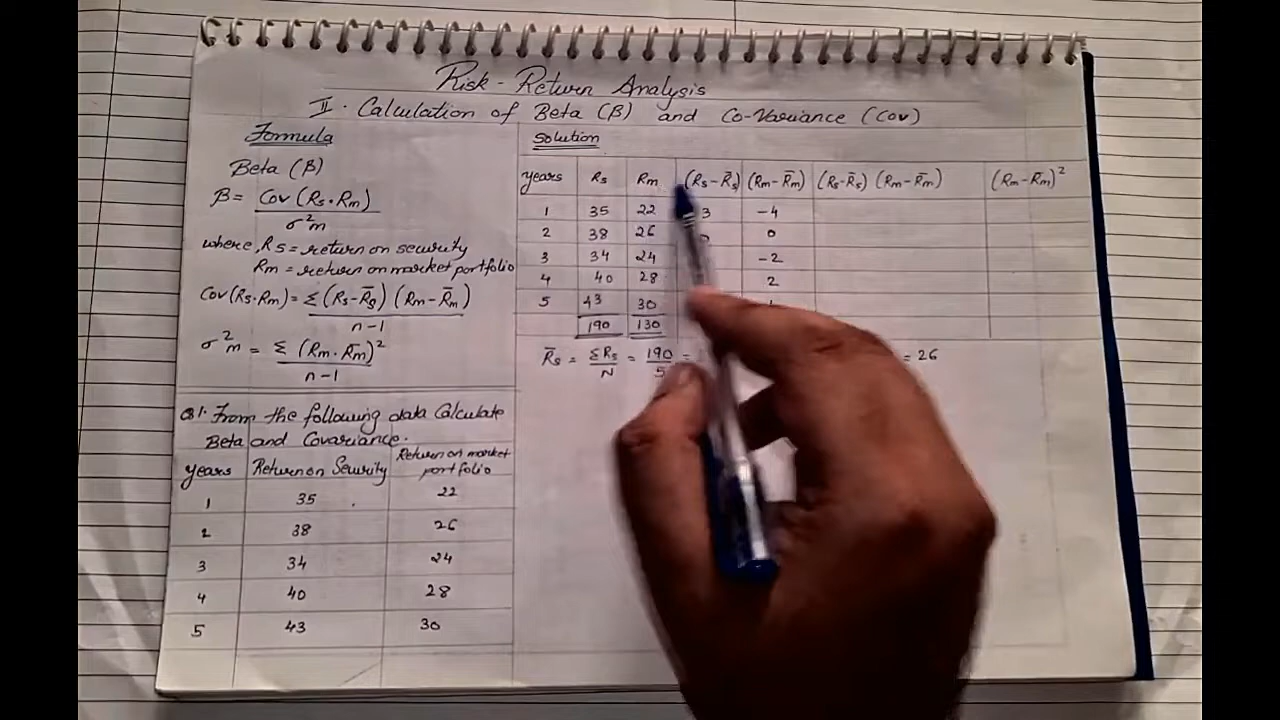 Risk - Return Analysis
II. Calculation of Beta (β) and Co-Variance (Cov)
Formula
Beta (β)
β = Cov (Rs . Rm)
σ²m
where, Rs = return on security
Rm = return on market portfolio
Cov (Rs . Rm) = Σ (Rs - R̄s) (Rm - R̄m)
n-1
σ²m = Σ (Rm . R̄m)²
n-1
Q1. From the following data Calculate
Beta and Covariance.
years Return on Security Return on market portfolio
1 35 22
2 38 26
3 34 24
4 40 28
5 43 30
Solution
years Rs Rm (Rs - R̄s) (Rm - R̄m) (Rs - R̄s) (Rm - R̄m) (Rm - R̄m)²
1 35 22 3 -4
2 38 26 0
3 34 24 -2
4 40 28 2
5 43 30
190 130
R̄s = ΣRs/N = 190/5 = = 26